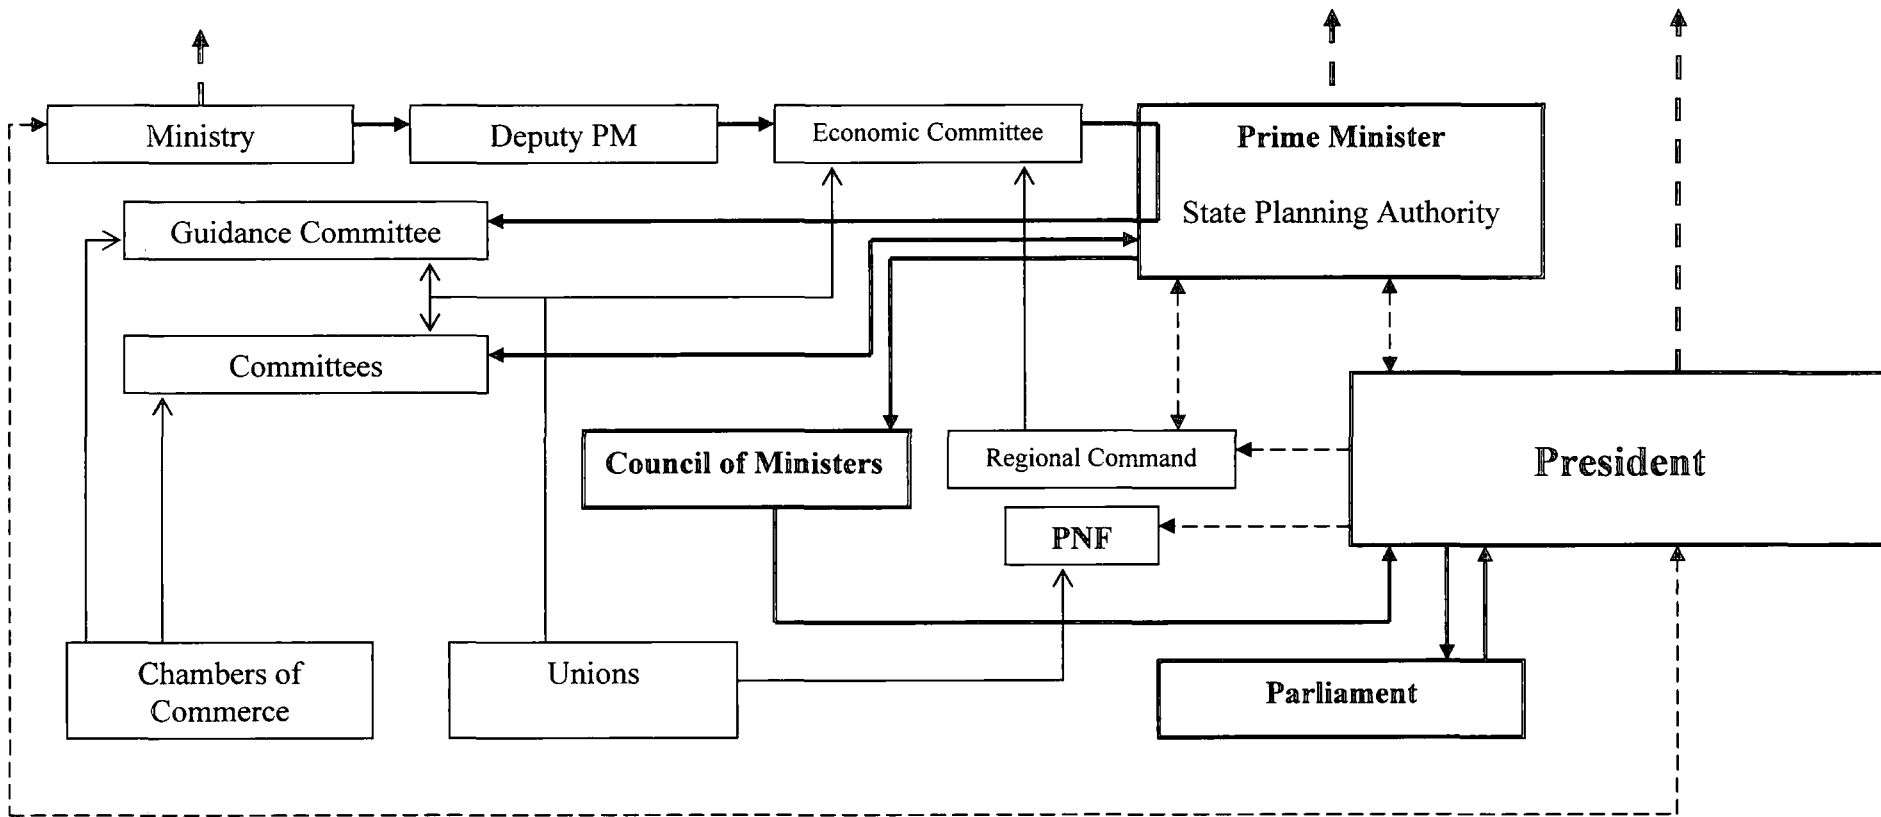 Ministry
Deputy PM
Economic Committee
Prime Minister
State Planning Authority
Guidance Committee
Committees
Council of Ministers
Regional Command
President
PNF
Chambers of
Commerce
Unions
Parliament